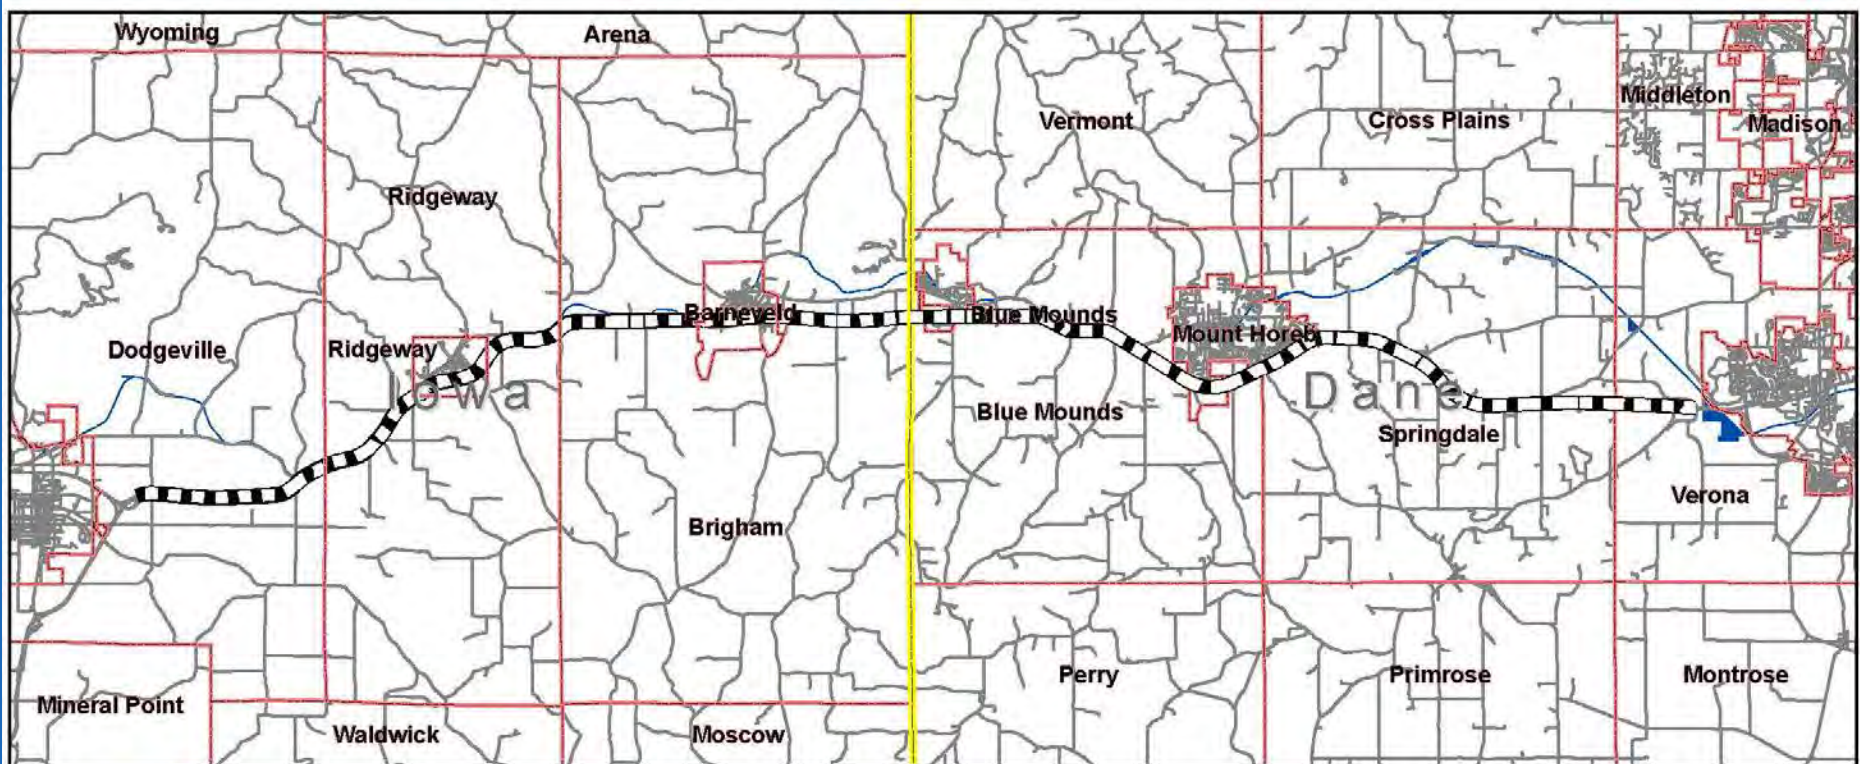 Wyoming
Arena
Middleton
Vermont
Cross Plains
Madison
Ridgeway
Barneveld
Blue Mounds
Mount Horeb
Dodgeville
Ridgeway
Iowa
Dane
Blue Mounds
Springdale
Verona
Brigham
Perry
Primrose
Montrose
Mineral Point
Waldwick
Moscow